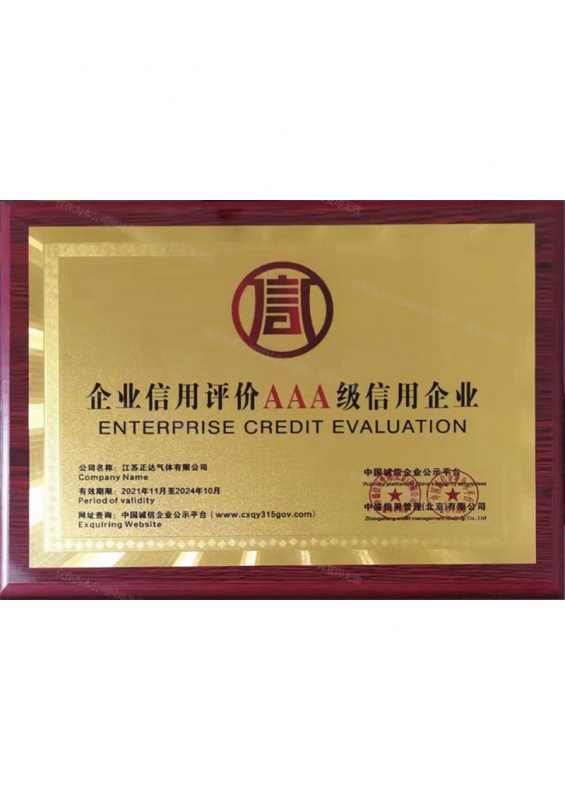 信
企业信用评价AAA级信用企业
ENTERPRISE CREDIT EVALUATION
公司名称：江苏正达气体有限公司
Company Name
有效期限：2021年11月至2024年10月
Period of validity
网址查询：中国诚信企业公示平台（www.cxqy315gov.com）
Exquiring Website
中国诚信企业公示平台
信用管理(北京)有限公司
credit management
Co., Ltd